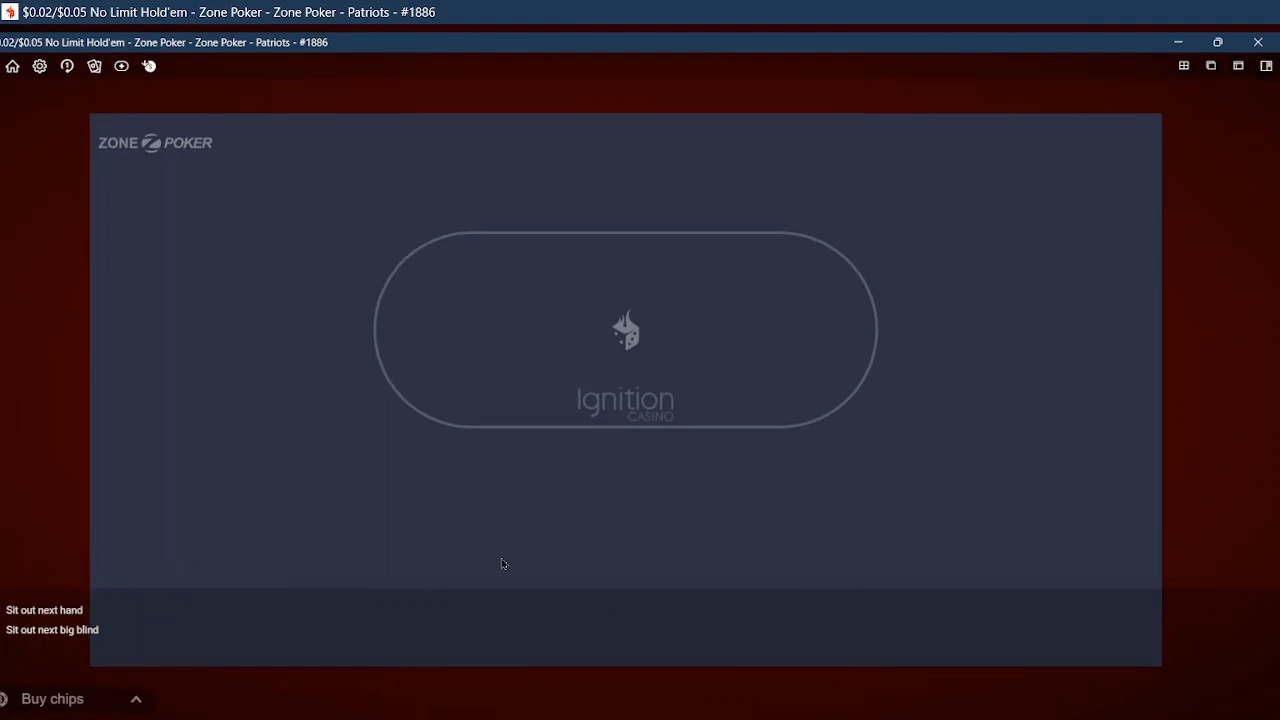 $0.02/$0.05 No Limit Hold'em - Zone Poker - Zone Poker - Patriots - #1886
.02/$0.05 No Limit Hold'em - Zone Poker - Zone Poker - Patriots - #1886
ZONE POKER
Ignition
CASINO
Sit out next hand
Sit out next big blind
Buy chips